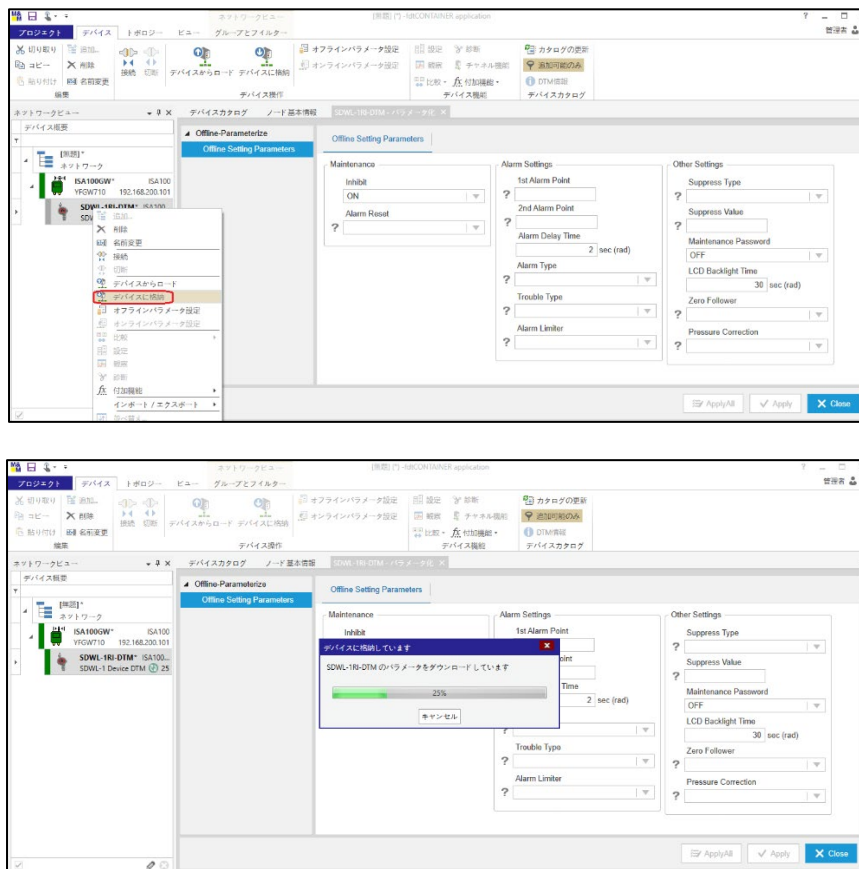 ネットワークビュー
[無題] (*) -fdtCONTAINER application
プロジェクト デバイス トポロジー ビュー グループとフィルター
管理者
切り取り 追加... オフラインパラメータ設定 設定 診断 カタログの更新
コピー 削除 接続 切断 デバイスからロード デバイスに格納 オンラインパラメータ設定 観察 チャネル機能 追加可能のみ
貼り付け 名前変更 比較 fx 付加機能 DTM情報
編集 デバイス操作 デバイス機能 デバイスカタログ
ネットワークビュー デバイスカタログ ノード基本情報 SDWL-1RI-DTM - パラメータ化
デバイス概要
[無題]*
ネットワーク
ISA100GW* ISA100
YFGW710 192.168.200.101
SDWL-1RI-DTM* ISA100
SDV
追加...
削除
名前変更
接続
切断
デバイスからロード
デバイスに格納
オフラインパラメータ設定
オンラインパラメータ設定
比較
設定
観察
診断
fx 付加機能
インポート / エクスポート
Offline-Parameterize
Offline Setting Parameters
Offline Setting Parameters
Maintenance
Inhibit
ON
Alarm Reset
?
Alarm Settings
1st Alarm Point
?
2nd Alarm Point
?
Alarm Delay Time
2 sec (rad)
Alarm Type
?
Trouble Type
?
Alarm Limiter
?
Other Settings
Suppress Type
?
Suppress Value
?
Maintenance Password
OFF
LCD Backlight Time
30 sec (rad)
Zero Follower
?
Pressure Correction
?
ApplyAll Apply Close
ネットワークビュー
[無題] (*) -fdtCONTAINER application
プロジェクト デバイス トポロジー ビュー グループとフィルター
管理者
切り取り 追加... オフラインパラメータ設定 設定 診断 カタログの更新
コピー 削除 接続 切断 デバイスからロード デバイスに格納 オンラインパラメータ設定 観察 チャネル機能 追加可能のみ
貼り付け 名前変更 比較 fx 付加機能 DTM情報
編集 デバイス操作 デバイス機能 デバイスカタログ
ネットワークビュー デバイスカタログ ノード基本情報 SDWL-1RI-DTM - パラメータ化
デバイス概要
[無題]*
ネットワーク
ISA100GW* ISA100
YFGW710 192.168.200.101
SDWL-1RI-DTM* ISA100...
SDWL-1 Device DTM 25
Offline-Parameterize
Offline Setting Parameters
Offline Setting Parameters
Maintenance
Inhibit
デバイスに格納しています
SDWL-1RI-DTM のパラメータをダウンロードしています
25%
キャンセル
Alarm Settings
1st Alarm Point
oint
Time
2 sec (rad)
?
Trouble Type
?
Alarm Limiter
?
Other Settings
Suppress Type
?
Suppress Value
?
Maintenance Password
OFF
LCD Backlight Time
30 sec (rad)
Zero Follower
?
Pressure Correction
?
ApplyAll Apply Close